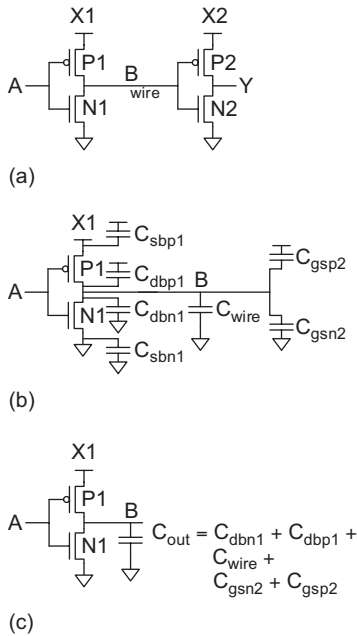 X1 X2
P1 P2
A B Y
wire
N1 N2
(a)
X1
C_sbp1
P1 C_dbp1 B C_gsp2
A
N1 C_dbn1 C_wire C_gsn2
C_sbn1
(b)
X1
P1
A B
C_out = C_dbn1 + C_dbp1 +
N1 C_wire +
C_gsn2 + C_gsp2
(c)